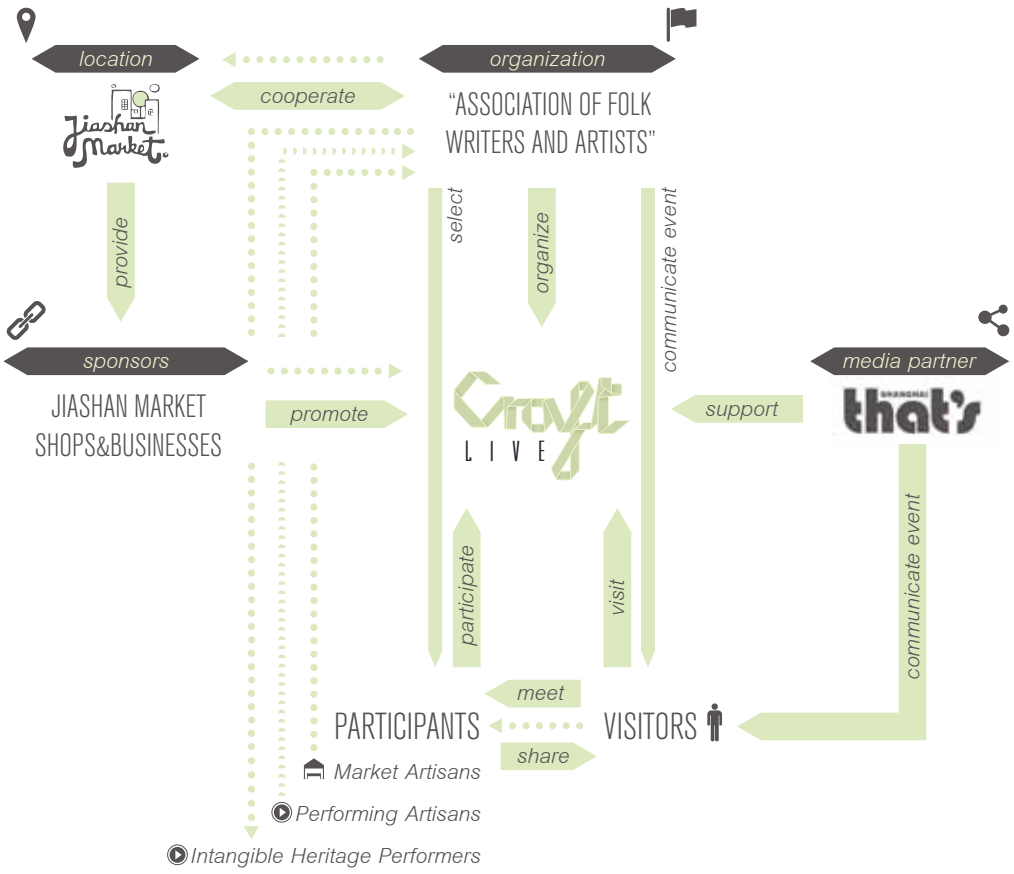 location
organization
Jiashan
Market.
cooperate
“ASSOCIATION OF FOLK
WRITERS AND ARTISTS”
provide
select
organize
communicate event
sponsors
JIASHAN MARKET
SHOPS&BUSINESSES
promote
Craft
LIVE
support
media partner
SHANGHAI
that's
participate
visit
communicate event
meet
PARTICIPANTS
VISITORS
share
Market Artisans
Performing Artisans
Intangible Heritage Performers